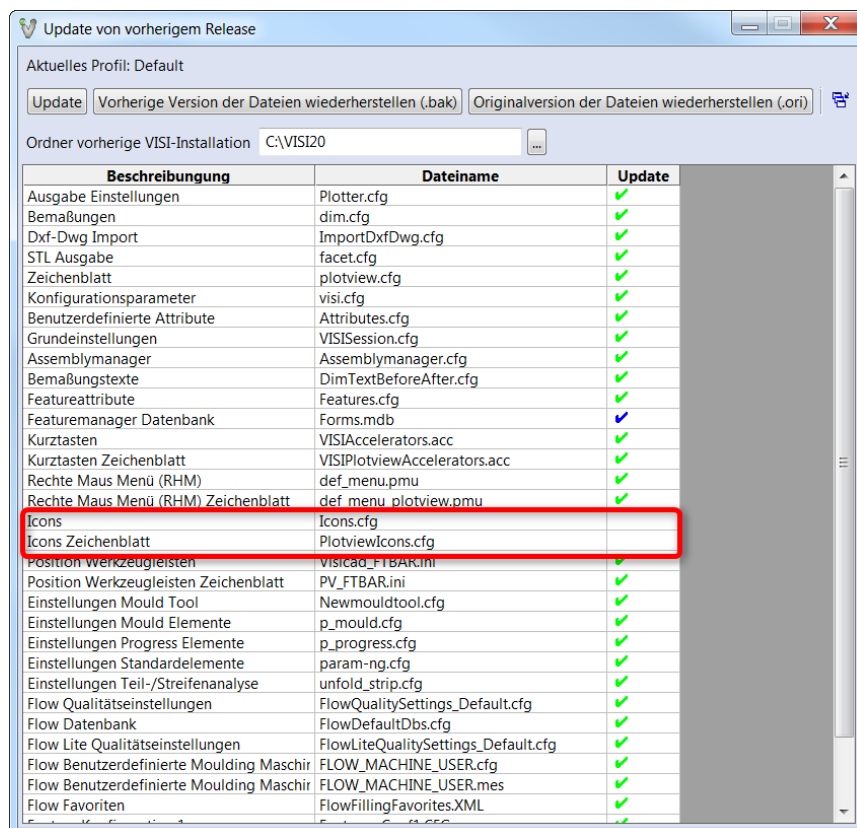 Update von vorherigem Release
Aktuelles Profil: Default
Update Vorherige Version der Dateien wiederherstellen (.bak) Originalversion der Dateien wiederherstellen (.ori)
Ordner vorherige VISI-Installation C:\VISI20 ...
Beschreibungung Dateiname Update
Ausgabe Einstellungen Plotter.cfg
Bemaßungen dim.cfg
Dxf-Dwg Import ImportDxfDwg.cfg
STL Ausgabe facet.cfg
Zeichenblatt plotview.cfg
Konfigurationsparameter visi.cfg
Benutzerdefinierte Attribute Attributes.cfg
Grundeinstellungen VISISession.cfg
Assemblymanager Assemblymanager.cfg
Bemaßungstexte DimTextBeforeAfter.cfg
Featureattribute Features.cfg
Featuremanager Datenbank Forms.mdb
Kurztasten VISIAccelerators.acc
Kurztasten Zeichenblatt VISIPlotviewAccelerators.acc
Rechte Maus Menü (RHM) def_menu.pmu
Rechte Maus Menü (RHM) Zeichenblatt def_menu_plotview.pmu
Icons Icons.cfg
Icons Zeichenblatt PlotviewIcons.cfg
Position Werkzeugleisten Visicad_FTBAR.ini
Position Werkzeugleisten Zeichenblatt PV_FTBAR.ini
Einstellungen Mould Tool Newmouldtool.cfg
Einstellungen Mould Elemente p_mould.cfg
Einstellungen Progress Elemente p_progress.cfg
Einstellungen Standardelemente param-ng.cfg
Einstellungen Teil-/Streifenanalyse unfold_strip.cfg
Flow Qualitätseinstellungen FlowQualitySettings_Default.cfg
Flow Datenbank FlowDefaultDbs.cfg
Flow Lite Qualitätseinstellungen FlowLiteQualitySettings_Default.cfg
Flow Benutzerdefinierte Moulding Maschin FLOW_MACHINE_USER.cfg
Flow Benutzerdefinierte Moulding Maschin FLOW_MACHINE_USER.mes
Flow Favoriten FlowFillingFavorites.XML